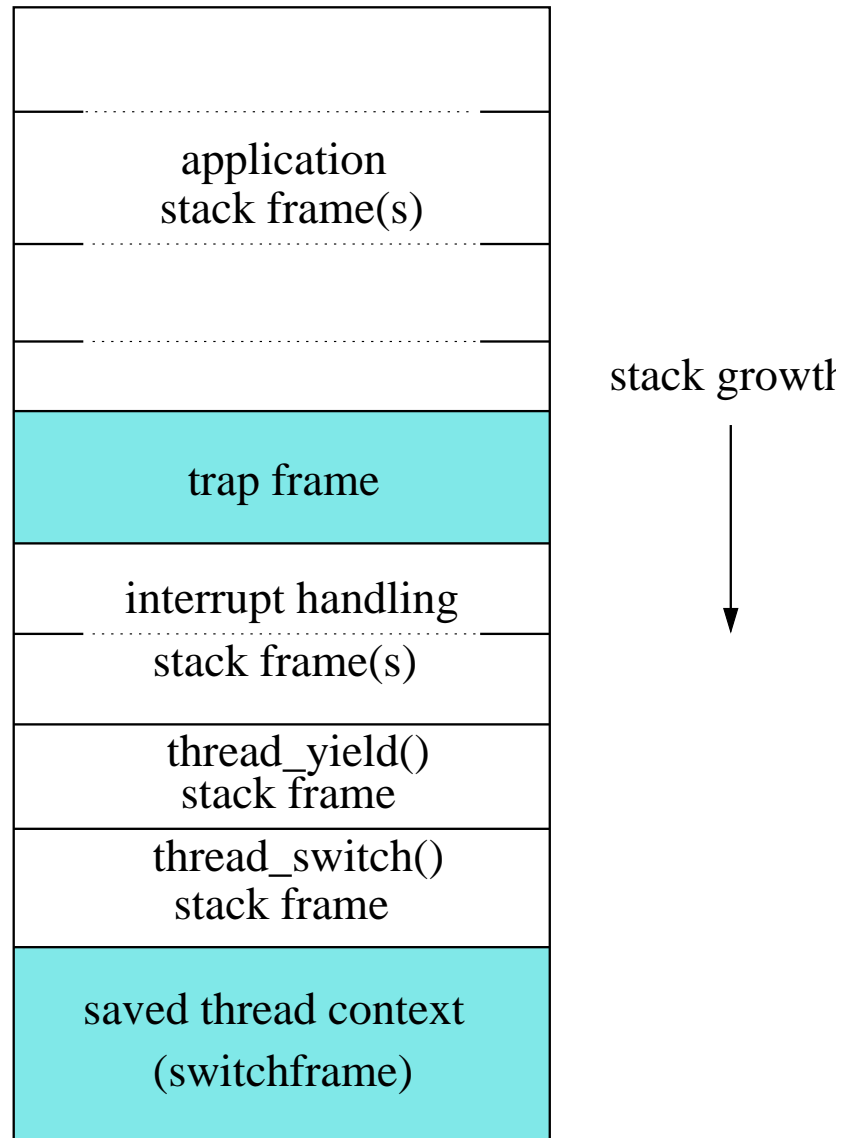 application
stack frame(s)
stack growth
trap frame
interrupt handling
stack frame(s)
thread_yield()
stack frame
thread_switch()
stack frame
saved thread context
(switchframe)